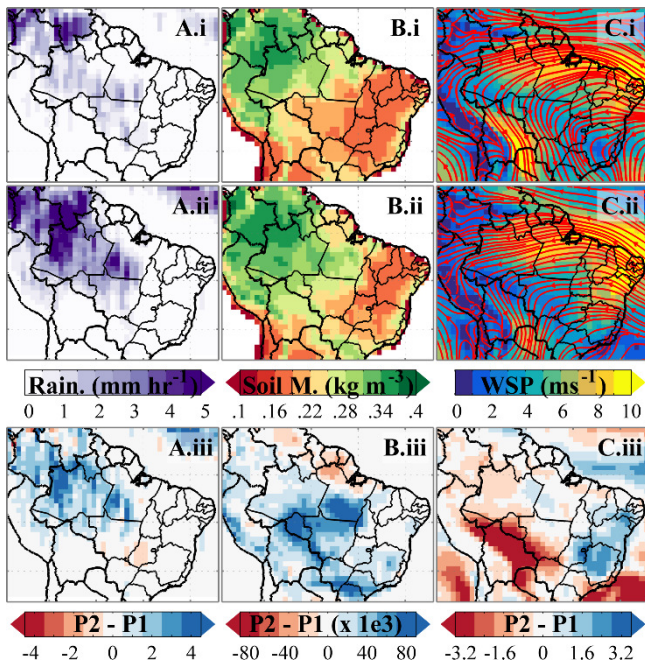 A.i B.i C.i
A.ii B.ii C.ii
Rain. (mm hr⁻¹) Soil M. (kg m⁻³) WSP (ms⁻¹)
0 1 2 3 4 5 .1 .16 .22 .28 .34 .4 0 2 4 6 8 10
A.iii B.iii C.iii
P2 - P1 P2 - P1 (x 1e3) P2 - P1
-4 -2 0 2 4 -80 -40 0 40 80 -3.2 -1.6 0 1.6 3.2